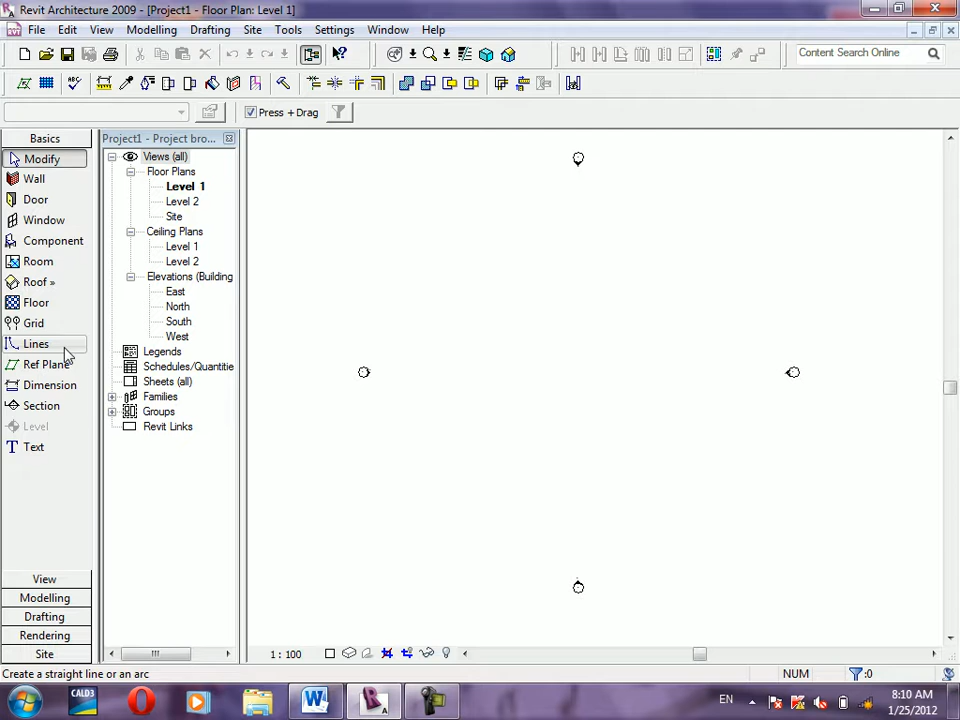 Revit Architecture 2009 - [Project1 - Floor Plan: Level 1]
File Edit View Modelling Drafting Site Tools Settings Window Help
Content Search Online
Press + Drag
Basics
Modify
Wall
Door
Window
Component
Room
Roof »
Floor
Grid
Lines
Ref Plane
Dimension
Section
Level
Text
View
Modelling
Drafting
Rendering
Site
Project1 - Project bro...
Views (all)
Floor Plans
Level 1
Level 2
Site
Ceiling Plans
Level 1
Level 2
Elevations (Building
East
North
South
West
Legends
Schedules/Quantitie
Sheets (all)
Families
Groups
Revit Links
1 : 100
Create a straight line or an arc
NUM
:0
CALD3
EN
8:10 AM
1/25/2012